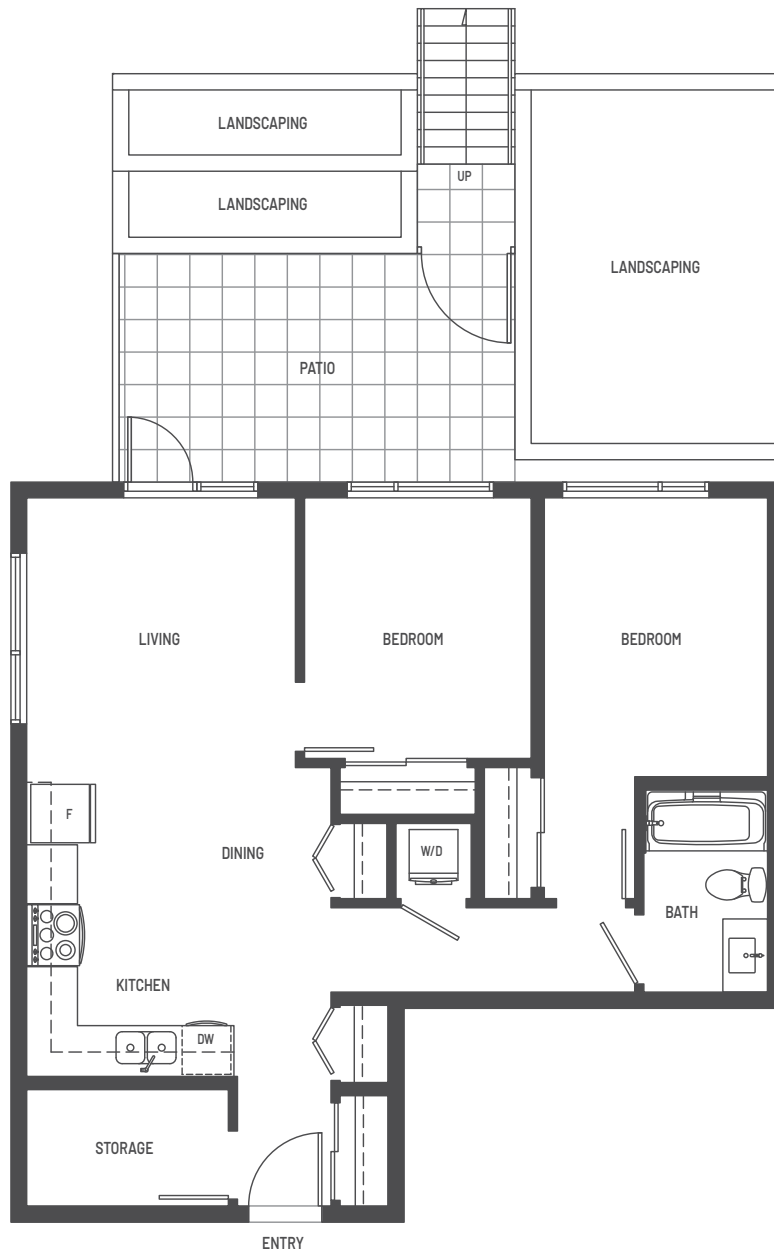 LANDSCAPING
UP
LANDSCAPING
LANDSCAPING
PATIO
LIVING
BEDROOM
BEDROOM
F
DINING
W/D
BATH
KITCHEN
DW
STORAGE
ENTRY